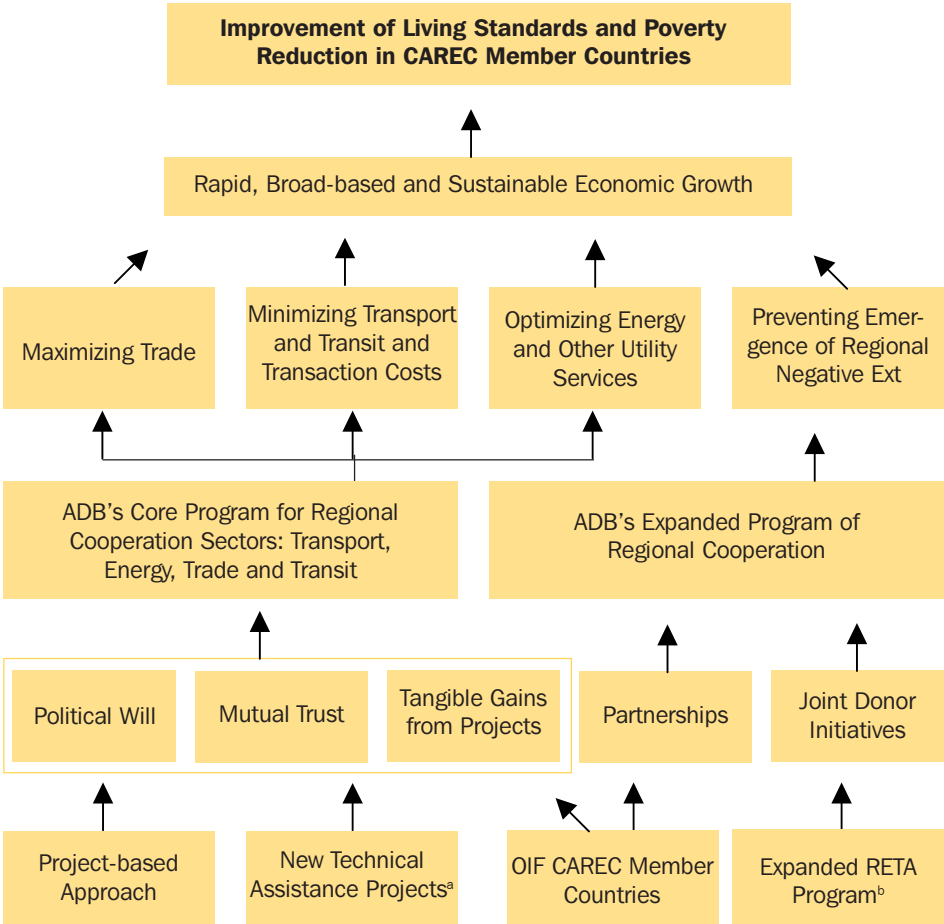 Improvement of Living Standards and Poverty
Reduction in CAREC Member Countries
Rapid, Broad-based and Sustainable Economic Growth
Maximizing Trade
Minimizing Transport
and Transit and
Transaction Costs
Optimizing Energy
and Other Utility
Services
Preventing Emer-
gence of Regional
Negative Ext
ADB's Core Program for Regional
Cooperation Sectors: Transport,
Energy, Trade and Transit
ADB's Expanded Program of
Regional Cooperation
Political Will
Mutual Trust
Tangible Gains
from Projects
Partnerships
Joint Donor
Initiatives
Project-based
Approach
New Technical
Assistance Projectsᵃ
OIF CAREC Member
Countries
Expanded RETA
Programᵇ